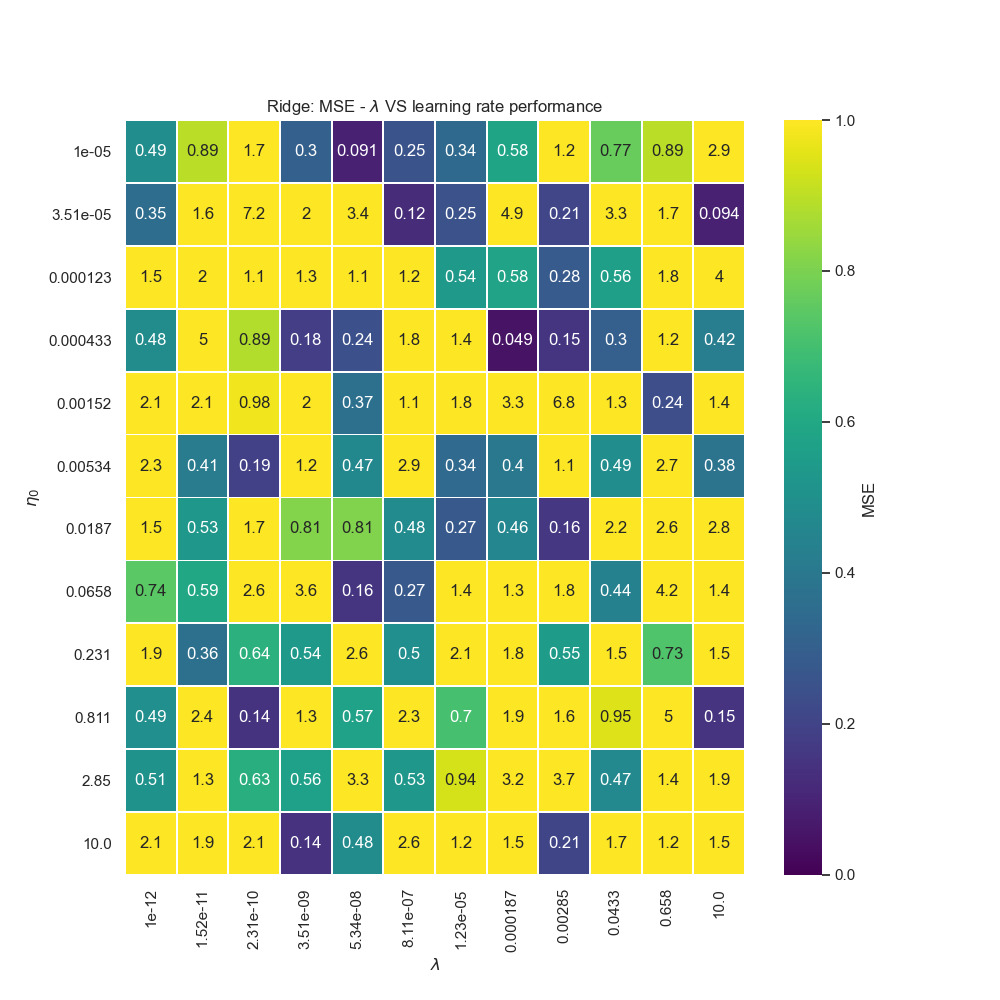 Ridge: MSE - λ VS learning rate performance
1e-05 0.49 0.89 1.7 0.3 0.091 0.25 0.34 0.58 1.2 0.77 0.89 2.9
3.51e-05 0.35 1.6 7.2 2 3.4 0.12 0.25 4.9 0.21 3.3 1.7 0.094
0.000123 1.5 2 1.1 1.3 1.1 1.2 0.54 0.58 0.28 0.56 1.8 4
0.000433 0.48 5 0.89 0.18 0.24 1.8 1.4 0.049 0.15 0.3 1.2 0.42
0.00152 2.1 2.1 0.98 2 0.37 1.1 1.8 3.3 6.8 1.3 0.24 1.4
0.00534 2.3 0.41 0.19 1.2 0.47 2.9 0.34 0.4 1.1 0.49 2.7 0.38
0.0187 1.5 0.53 1.7 0.81 0.81 0.48 0.27 0.46 0.16 2.2 2.6 2.8
0.0658 0.74 0.59 2.6 3.6 0.16 0.27 1.4 1.3 1.8 0.44 4.2 1.4
0.231 1.9 0.36 0.64 0.54 2.6 0.5 2.1 1.8 0.55 1.5 0.73 1.5
0.811 0.49 2.4 0.14 1.3 0.57 2.3 0.7 1.9 1.6 0.95 5 0.15
2.85 0.51 1.3 0.63 0.56 3.3 0.53 0.94 3.2 3.7 0.47 1.4 1.9
10.0 2.1 1.9 2.1 0.14 0.48 2.6 1.2 1.5 0.21 1.7 1.2 1.5
1e-12 1.52e-11 2.31e-10 3.51e-09 5.34e-08 8.11e-07 1.23e-05 0.000187 0.00285 0.0433 0.658 10.0
λ
η₀
1.0
0.8
0.6
0.4
0.2
0.0
MSE